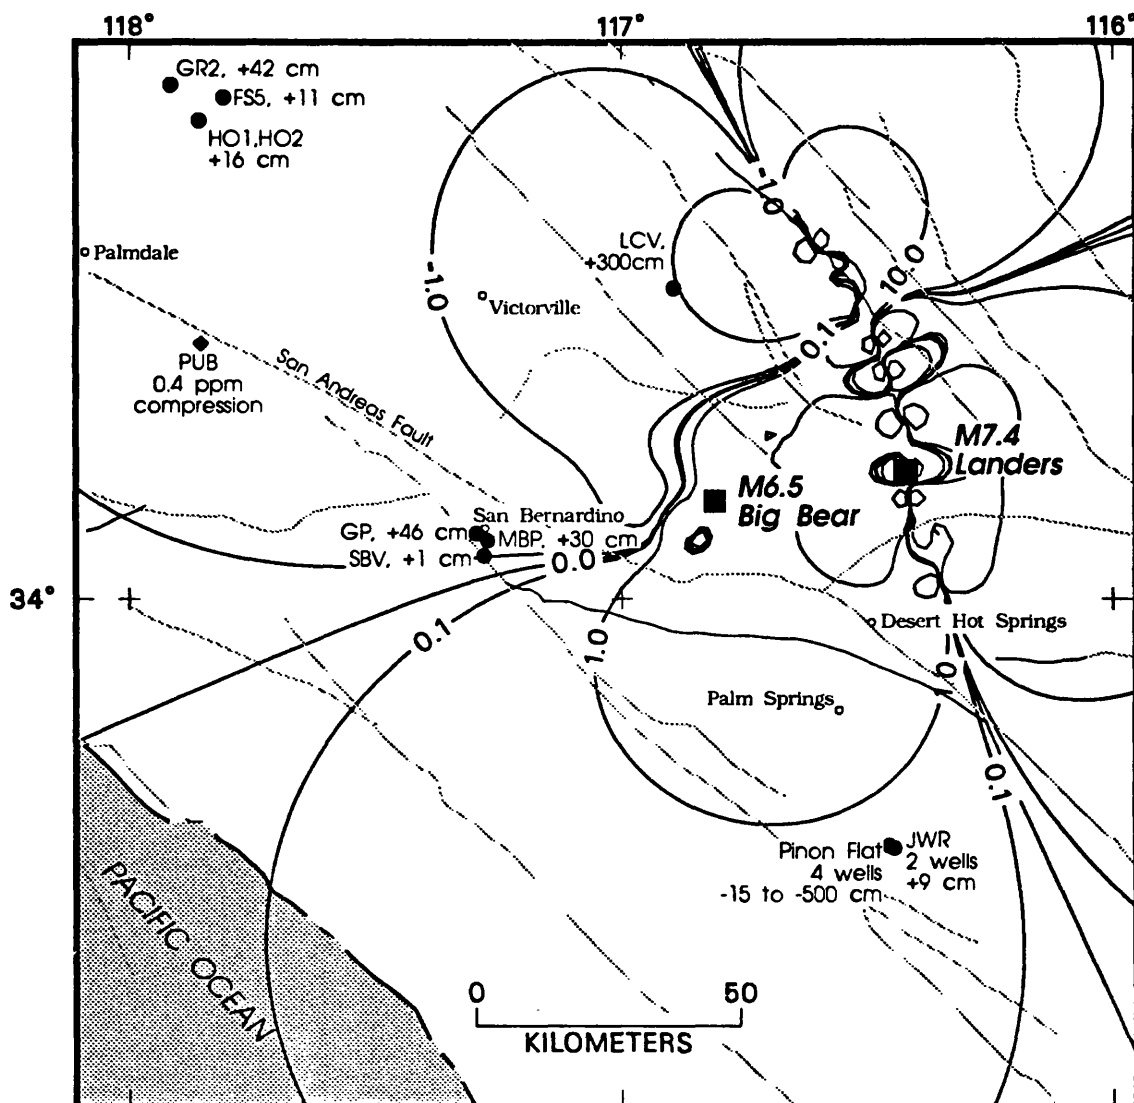 118°
117°
116°
GR2, +42 cm
FS5, +11 cm
HO1,HO2
+16 cm
-1
LCV,
+300cm
10.0
Palmdale
-1.0
Victorville
0.1
PUB
0.4 ppm
compression
San Andreas Fault
M7.4
Landers
M6.5
Big Bear
San Bernardino
GP, +46 cm
MBP, +30 cm
SBV, +1 cm
0.0
34°
0.1
1.0
Desert Hot Springs
1.0
Palm Springs
0.1
Pinon Flat
4 wells
-15 to -500 cm
JWR
2 wells
+9 cm
PACIFIC OCEAN
0
50
KILOMETERS